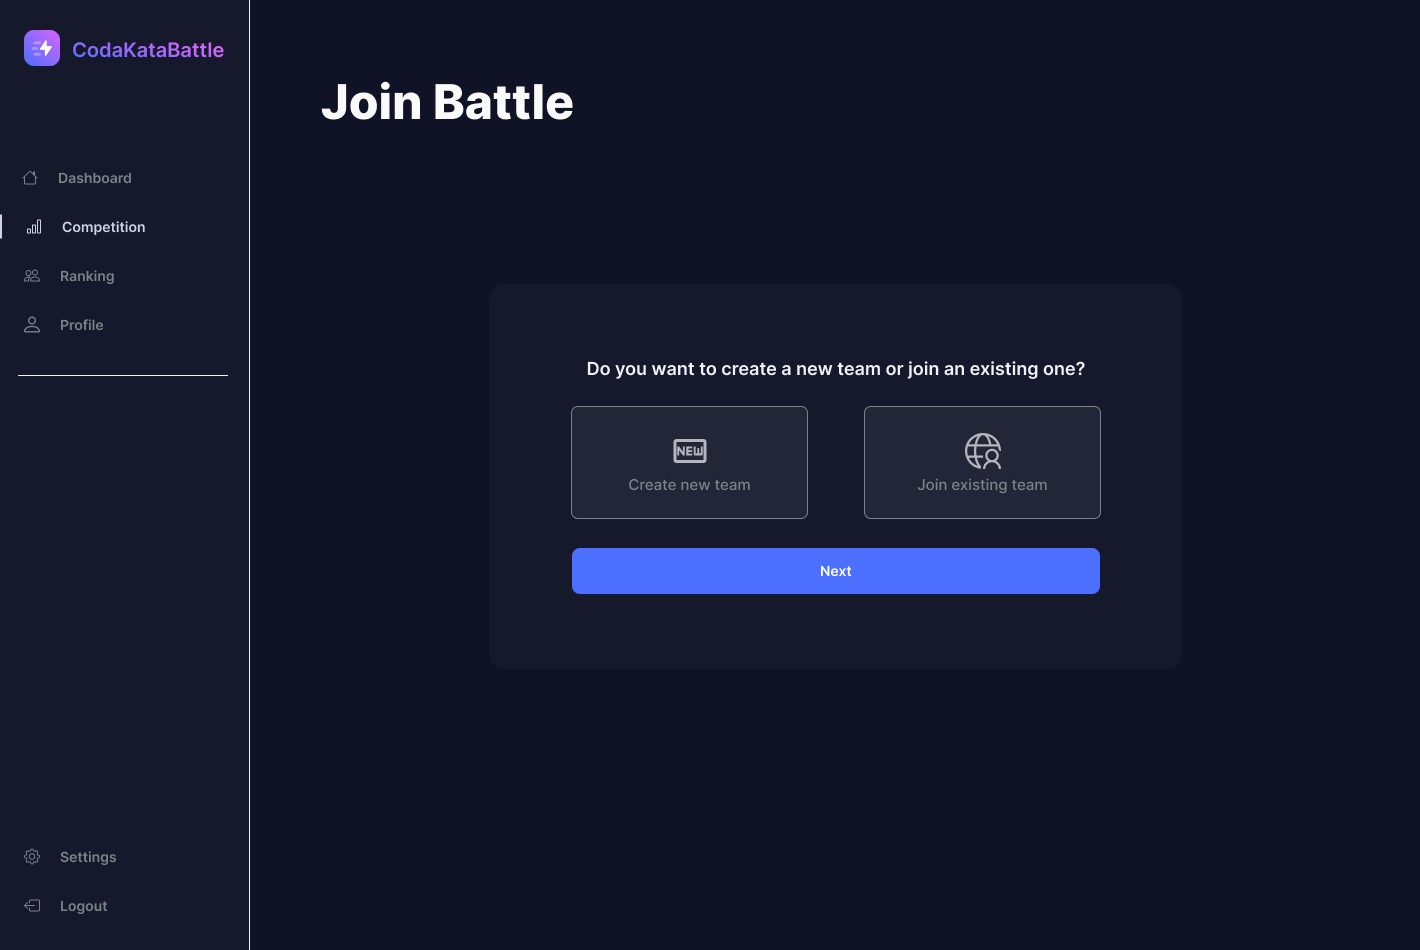 CodaKataBattle
Join Battle
Dashboard
Competition
Ranking
Profile
Do you want to create a new team or join an existing one?
NEW
Create new team
Join existing team
Next
Settings
Logout